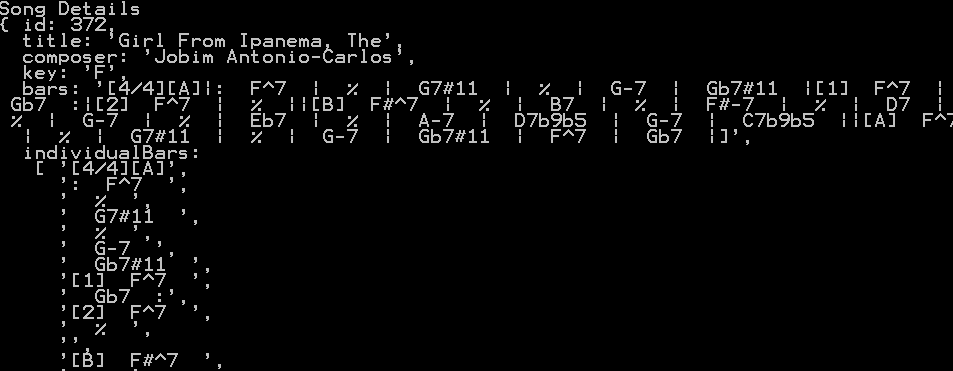 Song Details
{ id: 372,
  title: 'Girl From Ipanema, The',
  composer: 'Jobim Antonio-Carlos',
  key: 'F',
  bars: '[4/4][A]|:  F^7  |  %  |  G7#11  |  %  |  G-7  |  Gb7#11  |[1]  F^7  |
 Gb7  :|[2]  F^7  |  %  ||[B]  F#^7  |  %  |  B7  |  %  |  F#-7  |  %  |  D7  |
 %  |  G-7  |  %  |  Eb7  |  %  |  A-7  |  D7b9b5  |  G-7  |  C7b9b5  ||[A]  F^7
  |  %  |  G7#11  |  %  |  G-7  |  Gb7#11  |  F^7  |  Gb7  |]',
  individualBars:
   [ '[4/4][A]',
     ':  F^7  ',
     '  %  ',
     '  G7#11  ',
     '  %  ',
     '  G-7  ',
     '  Gb7#11  ',
     '[1]  F^7  ',
     '  Gb7  :',
     '[2]  F^7  ',
     '  %  ',
     '',
     '[B]  F#^7  ',